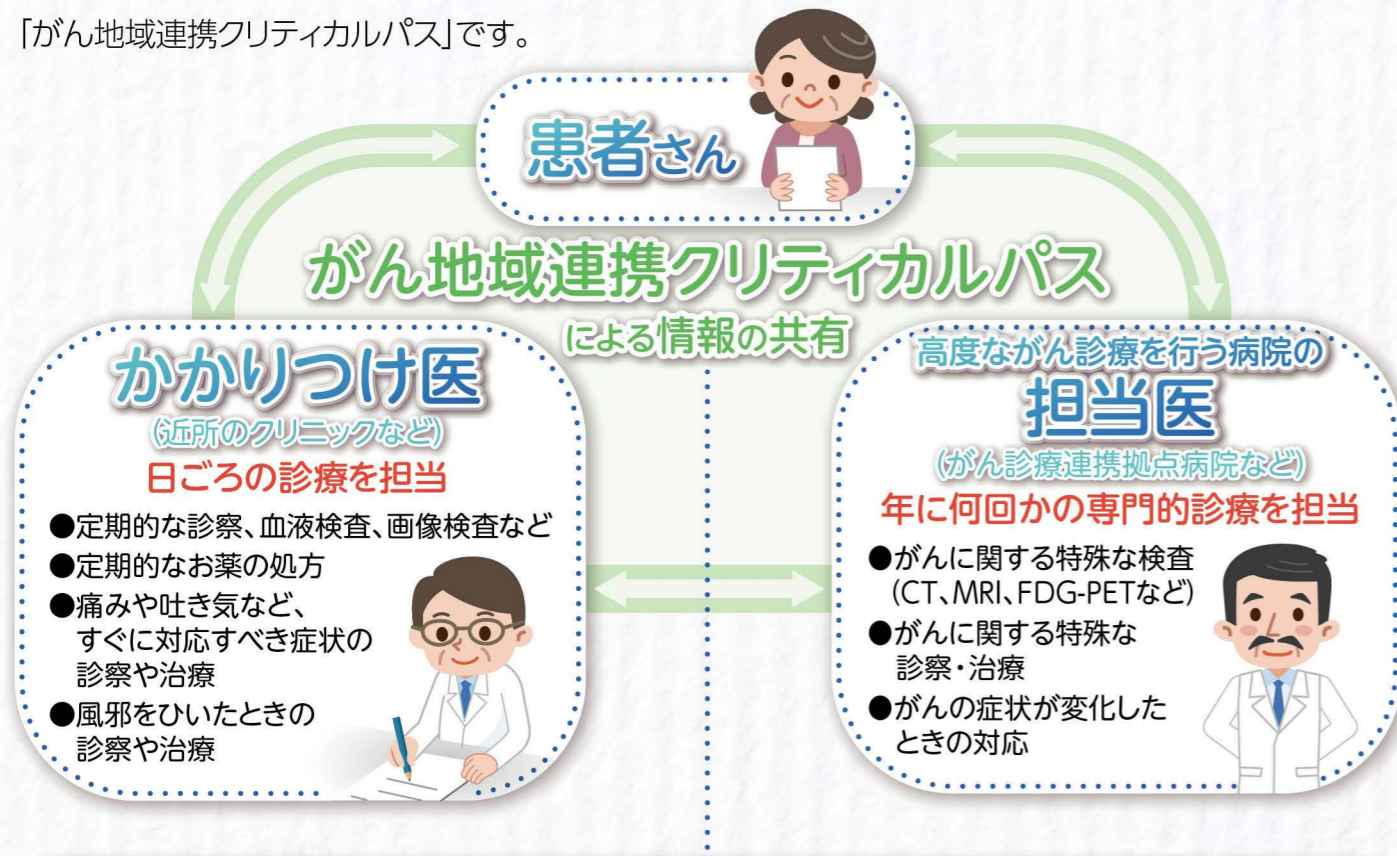 「がん地域連携クリティカルパス」です。
患者さん
がん地域連携クリティカルパス
による情報の共有
かかりつけ医
(近所のクリニックなど)
日ごろの診療を担当
●定期的な診察、血液検査、画像検査など
●定期的なお薬の処方
●痛みや吐き気など、
すぐに対応すべき症状の
診察や治療
●風邪をひいたときの
診察や治療
高度ながん診療を行う病院の
担当医
(がん診療連携拠点病院など)
年に何回かの専門的診療を担当
●がんに関する特殊な検査
(CT、MRI、FDG-PETなど)
●がんに関する特殊な
診察・治療
●がんの症状が変化した
ときの対応